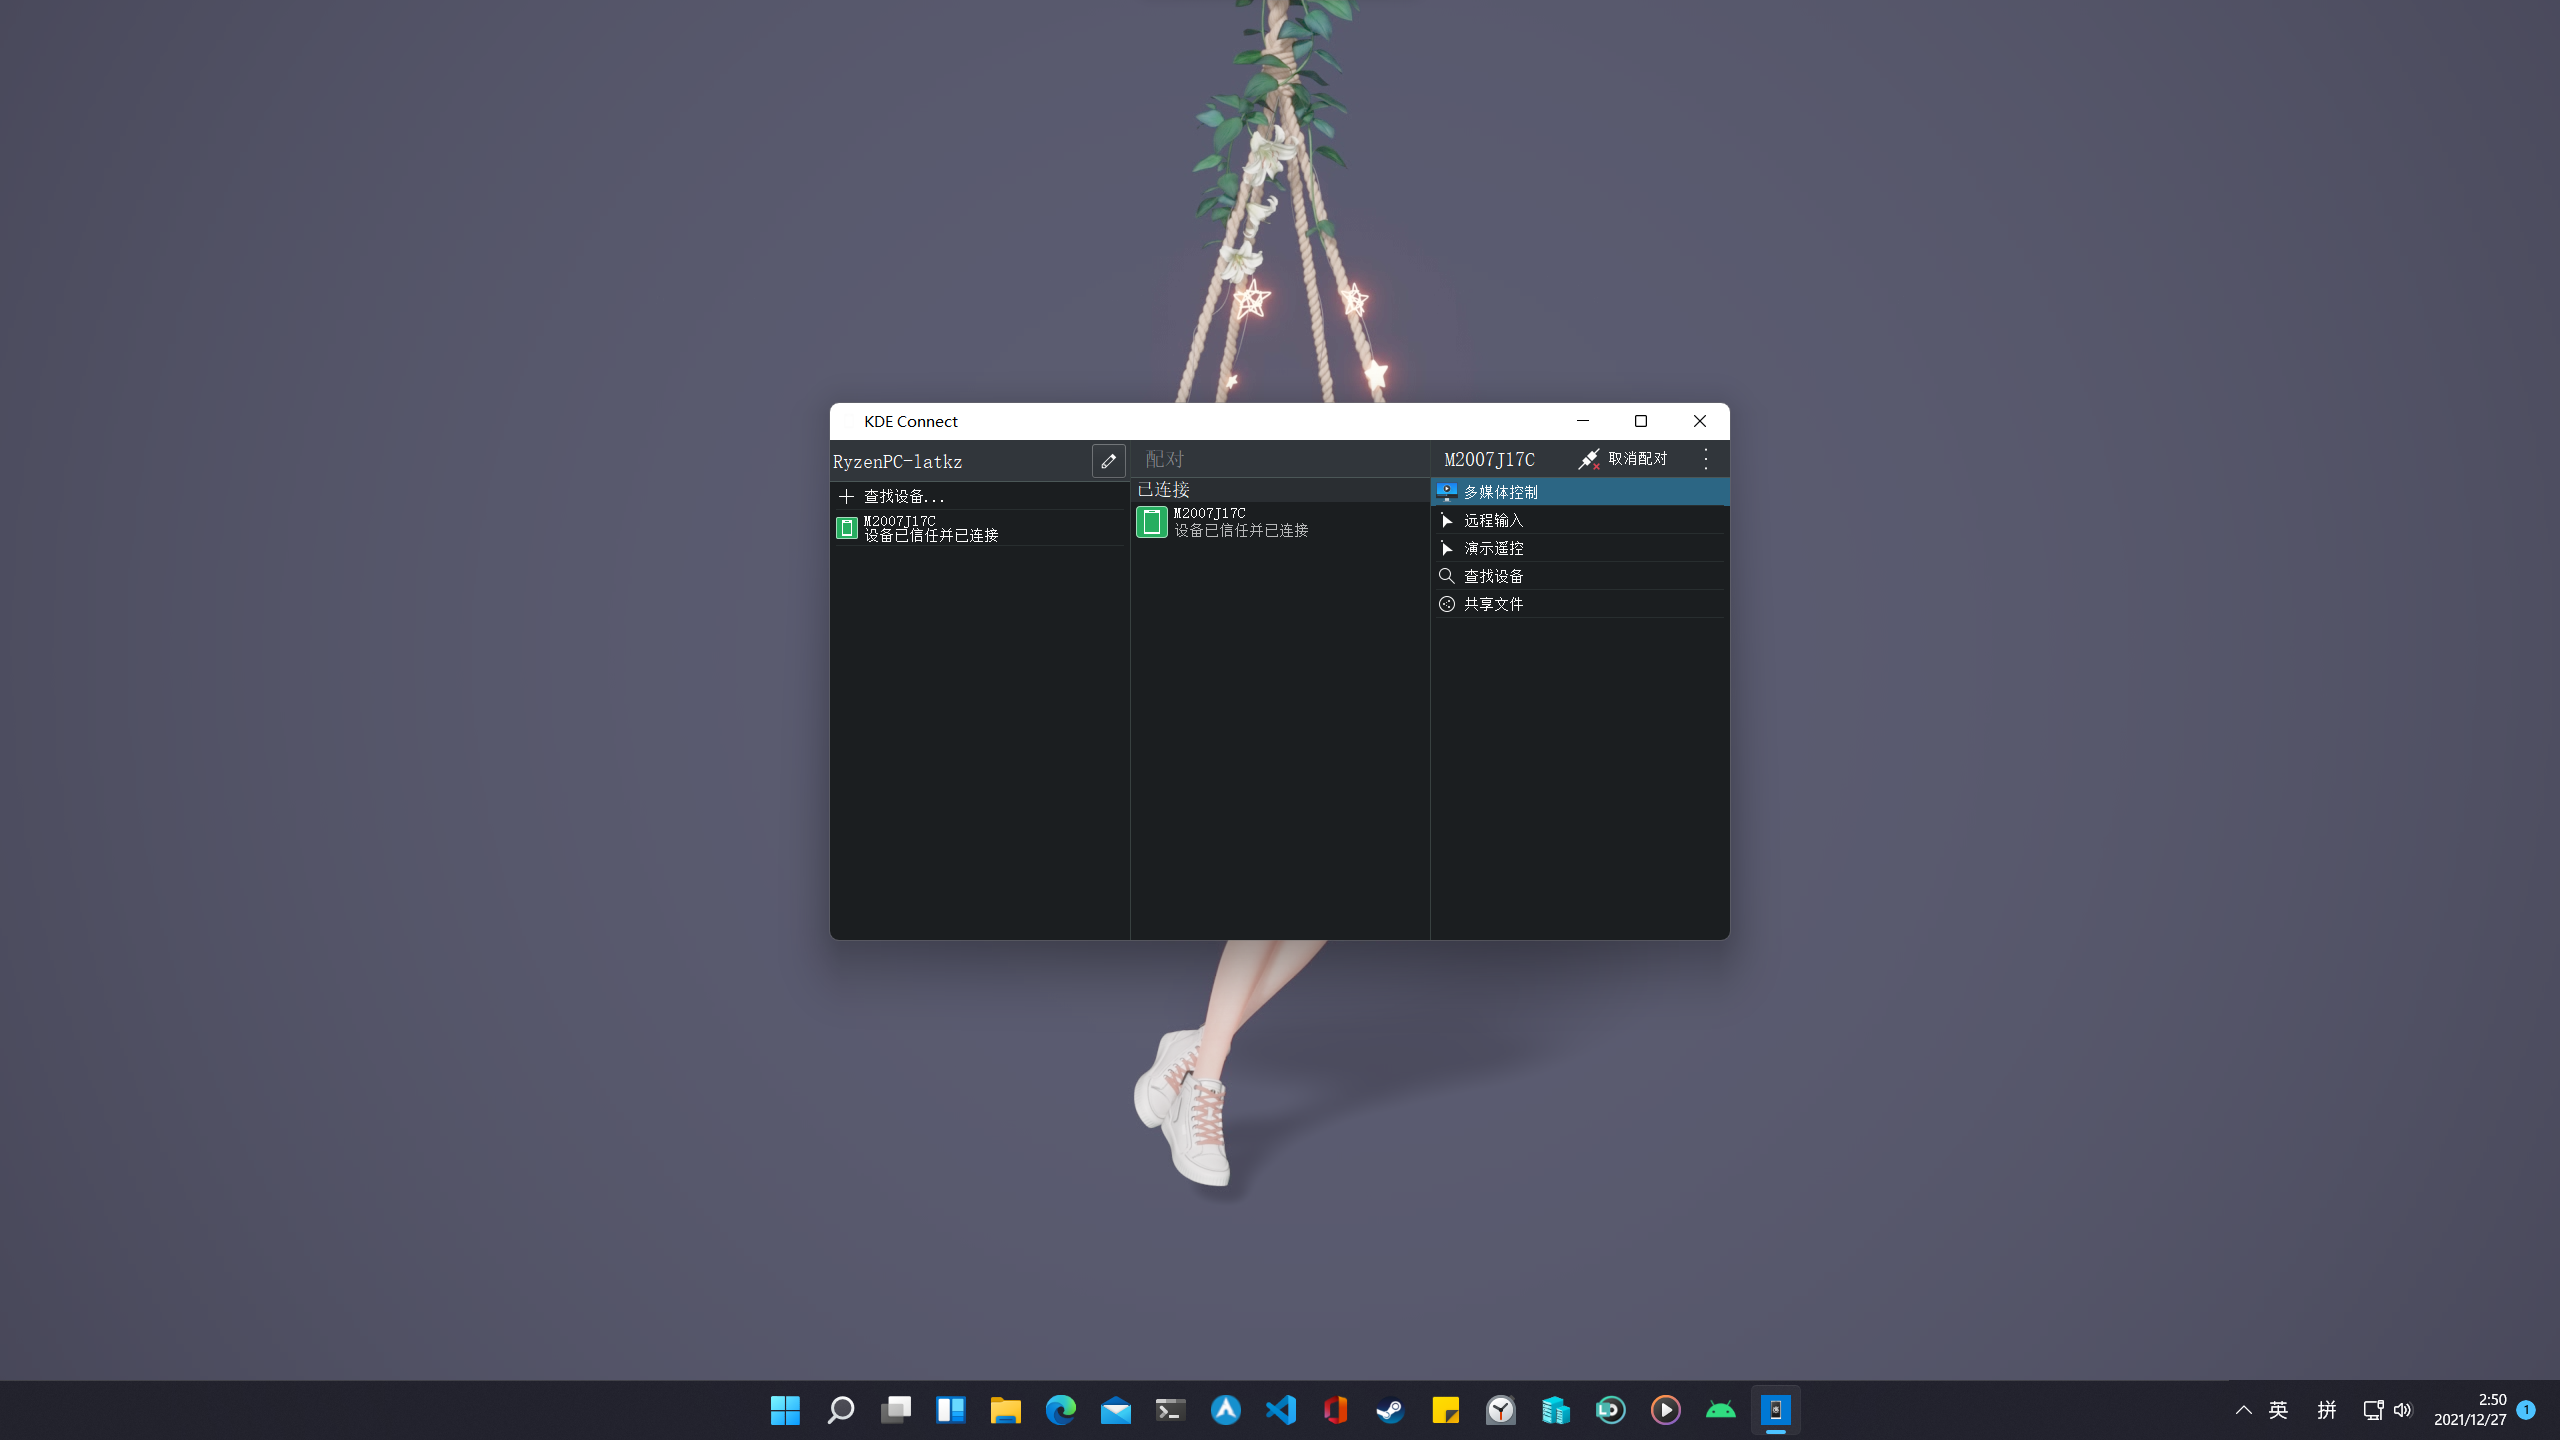 KDE Connect
RyzenPC-latkz
查找设备...
M2007J17C
设备已信任并已连接
配对
已连接
M2007J17C
设备已信任并已连接
M2007J17C
取消配对
多媒体控制
远程输入
演示遥控
查找设备
共享文件
英
拼
2:50
2021/12/27
1